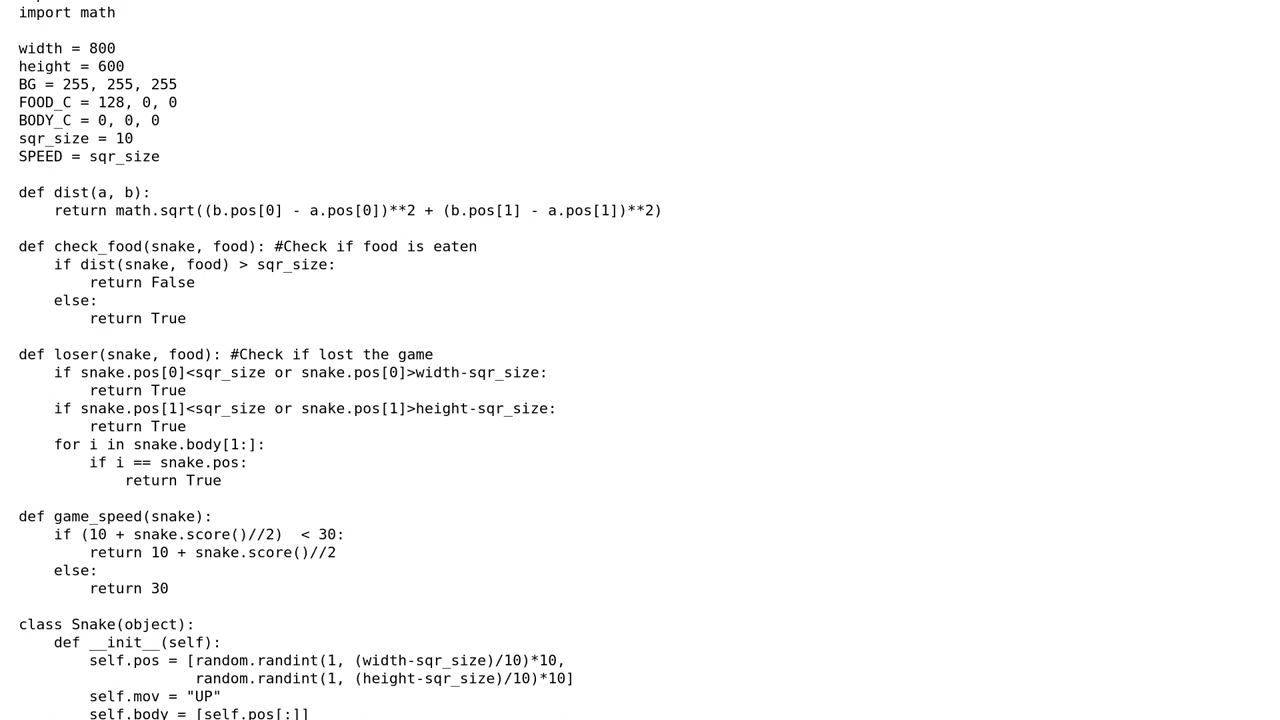 import math

width = 800
height = 600
BG = 255, 255, 255
FOOD_C = 128, 0, 0
BODY_C = 0, 0, 0
sqr_size = 10
SPEED = sqr_size

def dist(a, b):
    return math.sqrt((b.pos[0] - a.pos[0])**2 + (b.pos[1] - a.pos[1])**2)

def check_food(snake, food): #Check if food is eaten
    if dist(snake, food) > sqr_size:
        return False
    else:
        return True

def loser(snake, food): #Check if lost the game
    if snake.pos[0]<sqr_size or snake.pos[0]>width-sqr_size:
        return True
    if snake.pos[1]<sqr_size or snake.pos[1]>height-sqr_size:
        return True
    for i in snake.body[1:]:
        if i == snake.pos:
            return True

def game_speed(snake):
    if (10 + snake.score()//2)  < 30:
        return 10 + snake.score()//2
    else:
        return 30

class Snake(object):
    def __init__(self):
        self.pos = [random.randint(1, (width-sqr_size)/10)*10,
                    random.randint(1, (height-sqr_size)/10)*10]
        self.mov = "UP"
        self.body = [self.pos[:]]